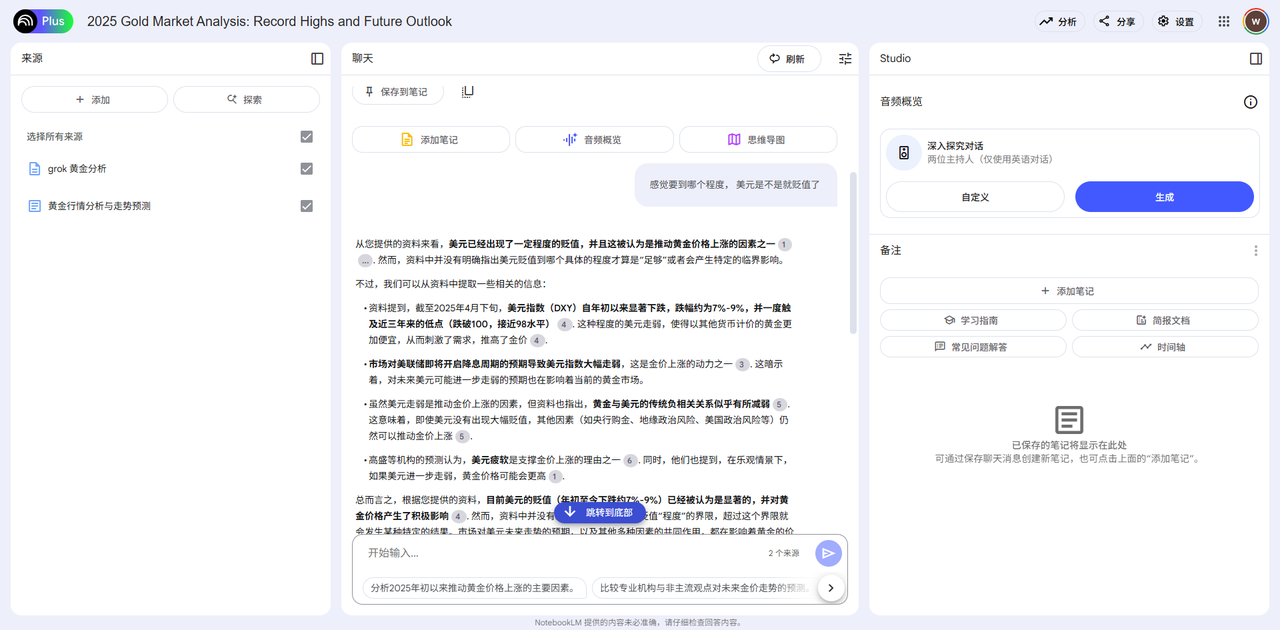 Plus
2025 Gold Market Analysis: Record Highs and Future Outlook
分析
分享
设置
W
来源
添加
探索
选择所有来源
grok 黄金分析
黄金行情分析与走势预测
聊天
刷新
保存到笔记
添加笔记
音频概览
思维导图
感觉要到哪个程度，美元是不是就贬值了
从您提供的资料来看，美元已经出现了一定程度的贬值，并且这被认为是推动黄金价格上涨的因素之一 1
... . 然而，资料中并没有明确指出美元贬值到哪个具体的程度才算是“足够”或者会产生特定的临界影响。
不过，我们可以从资料中提取一些相关的信息：
• 资料提到，截至2025年4月下旬，美元指数（DXY）自年初以来显著下跌，跌幅约为7%-9%，并一度触
及近三年来的低点（跌破100，接近98水平） 4 . 这种程度的美元走弱，使得以其他货币计价的黄金更
加便宜，从而刺激了需求，推高了金价 4 .
• 市场对美联储即将开启降息周期的预期导致美元指数大幅走弱，这是金价上涨的动力之一 3 . 这暗示
着，对未来美元可能进一步走弱的预期也在影响着当前的黄金市场。
• 虽然美元走弱是推动金价上涨的因素，但资料也指出，黄金与美元的传统负相关关系似乎有所减弱 5 .
这意味着，即使美元没有出现大幅贬值，其他因素（如央行购金、地缘政治风险、美国政治风险等）仍
然可以推动金价上涨 5 .
• 高盛等机构的预测认为，美元疲软是支撑金价上涨的理由之一 6 . 同时，他们也提到，在乐观情景下，
如果美元进一步走弱，黄金价格可能会更高 1 .
总而言之，根据您提供的资料，目前美元的贬值（年初至今下跌约7%-9%）已经被认为是显著的，并对黄
金价格产生了积极影响 4 . 然而，资料中并没有 贬值“程度”的界限，超过这个界限就
会发生某种特定的结果。市场对美元未来走势的预期，以及其他多种因素的共同作用，都在影响着黄金的价
跳转到底部
开始输入...
2 个来源
分析2025年初以来推动黄金价格上涨的主要因素。
比较专业机构与非主流观点对未来金价走势的预测。
NotebookLM 提供的内容未必准确，请仔细检查回答内容。
Studio
音频概览
深入探究对话
两位主持人（仅使用英语对话）
自定义
生成
备注
添加笔记
学习指南
简报文档
常见问题解答
时间轴
已保存的笔记将显示在此处
可通过保存聊天消息创建新笔记，也可点击上面的“添加笔记”。